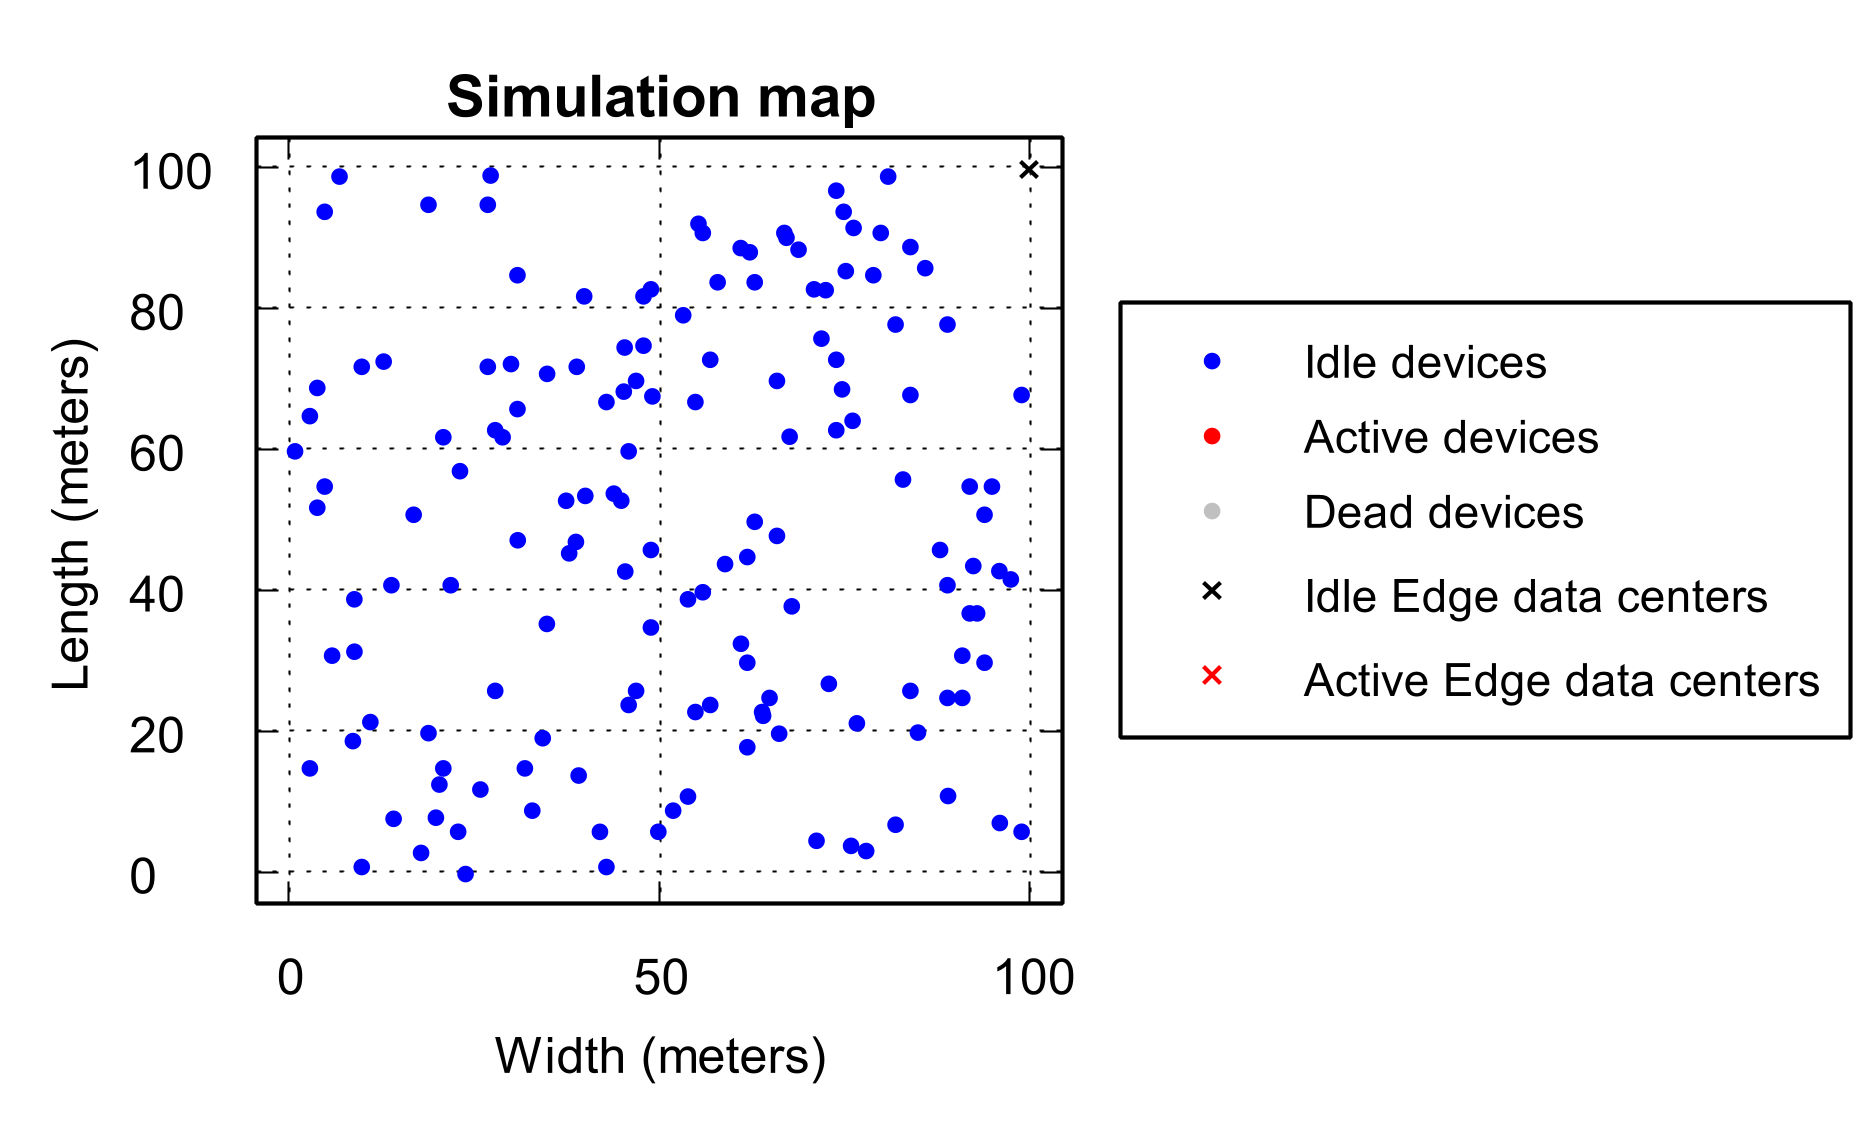 Simulation map
100
80
60
40
20
0
Length (meters)
0 50 100
Width (meters)
Idle devices
Active devices
Dead devices
Idle Edge data centers
Active Edge data centers